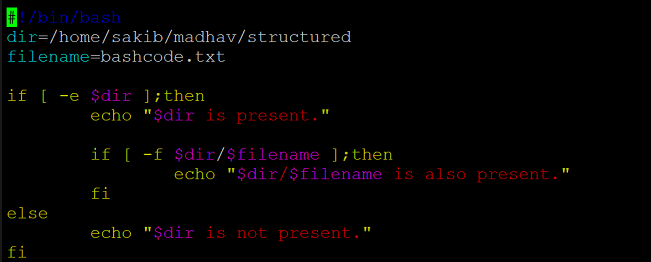 #!/bin/bash
dir=/home/sakib/madhav/structured
filename=bashcode.txt

if [ -e $dir ];then
        echo "$dir is present."

        if [ -f $dir/$filename ];then
                echo "$dir/$filename is also present."
        fi
else
        echo "$dir is not present."
fi